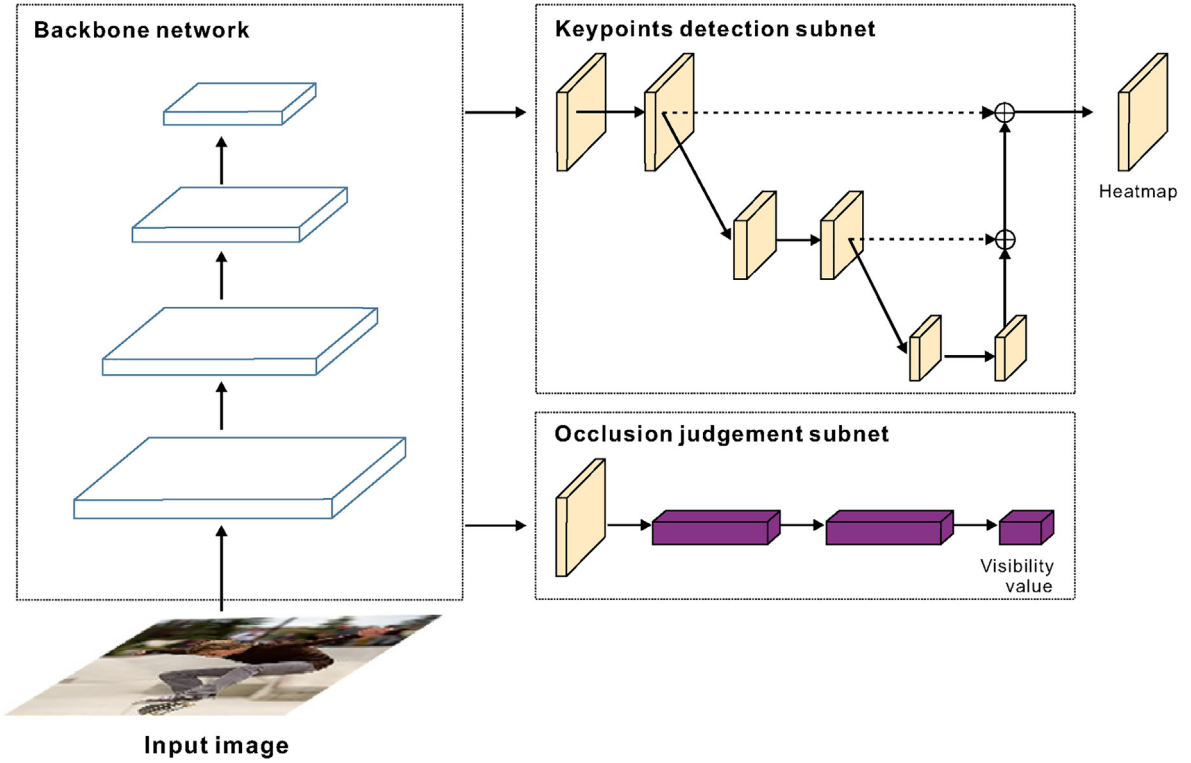 Backbone network
Keypoints detection subnet
Heatmap
Occlusion judgement subnet
Visibility
value
Input image